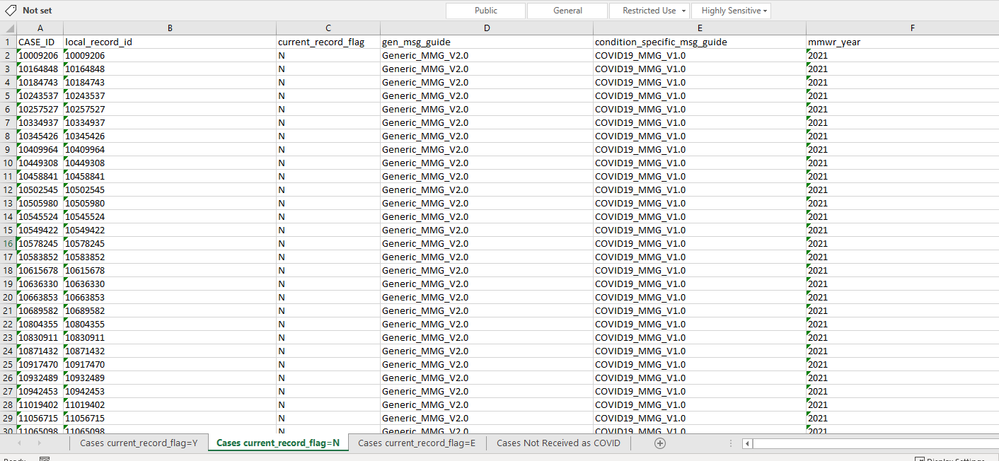 Not set Public General Restricted Use Highly Sensitive
A B C D E F
1 CASE_ID local_record_id current_record_flag gen_msg_guide condition_specific_msg_guide mmwr_year
2 10009206 10009206 N Generic_MMG_V2.0 COVID19_MMG_V1.0 2021
3 10164848 10164848 N Generic_MMG_V2.0 COVID19_MMG_V1.0 2021
4 10184743 10184743 N Generic_MMG_V2.0 COVID19_MMG_V1.0 2021
5 10243537 10243537 N Generic_MMG_V2.0 COVID19_MMG_V1.0 2021
6 10257527 10257527 N Generic_MMG_V2.0 COVID19_MMG_V1.0 2021
7 10334937 10334937 N Generic_MMG_V2.0 COVID19_MMG_V1.0 2021
8 10345426 10345426 N Generic_MMG_V2.0 COVID19_MMG_V1.0 2021
9 10409964 10409964 N Generic_MMG_V2.0 COVID19_MMG_V1.0 2021
10 10449308 10449308 N Generic_MMG_V2.0 COVID19_MMG_V1.0 2021
11 10458841 10458841 N Generic_MMG_V2.0 COVID19_MMG_V1.0 2021
12 10502545 10502545 N Generic_MMG_V2.0 COVID19_MMG_V1.0 2021
13 10505980 10505980 N Generic_MMG_V2.0 COVID19_MMG_V1.0 2021
14 10545524 10545524 N Generic_MMG_V2.0 COVID19_MMG_V1.0 2021
15 10549422 10549422 N Generic_MMG_V2.0 COVID19_MMG_V1.0 2021
16 10578245 10578245 N Generic_MMG_V2.0 COVID19_MMG_V1.0 2021
17 10583852 10583852 N Generic_MMG_V2.0 COVID19_MMG_V1.0 2021
18 10615678 10615678 N Generic_MMG_V2.0 COVID19_MMG_V1.0 2021
19 10636330 10636330 N Generic_MMG_V2.0 COVID19_MMG_V1.0 2021
20 10663853 10663853 N Generic_MMG_V2.0 COVID19_MMG_V1.0 2021
21 10689582 10689582 N Generic_MMG_V2.0 COVID19_MMG_V1.0 2021
22 10804355 10804355 N Generic_MMG_V2.0 COVID19_MMG_V1.0 2021
23 10830911 10830911 N Generic_MMG_V2.0 COVID19_MMG_V1.0 2021
24 10871432 10871432 N Generic_MMG_V2.0 COVID19_MMG_V1.0 2021
25 10917470 10917470 N Generic_MMG_V2.0 COVID19_MMG_V1.0 2021
26 10932489 10932489 N Generic_MMG_V2.0 COVID19_MMG_V1.0 2021
27 10942453 10942453 N Generic_MMG_V2.0 COVID19_MMG_V1.0 2021
28 11019402 11019402 N Generic_MMG_V2.0 COVID19_MMG_V1.0 2021
29 11056715 11056715 N Generic_MMG_V2.0 COVID19_MMG_V1.0 2021
30 11065098 11065098 N Generic_MMG_V2.0 COVID19_MMG_V1.0 2021
Cases current_record_flag=Y Cases current_record_flag=N Cases current_record_flag=E Cases Not Received as COVID
Ready Display Settings